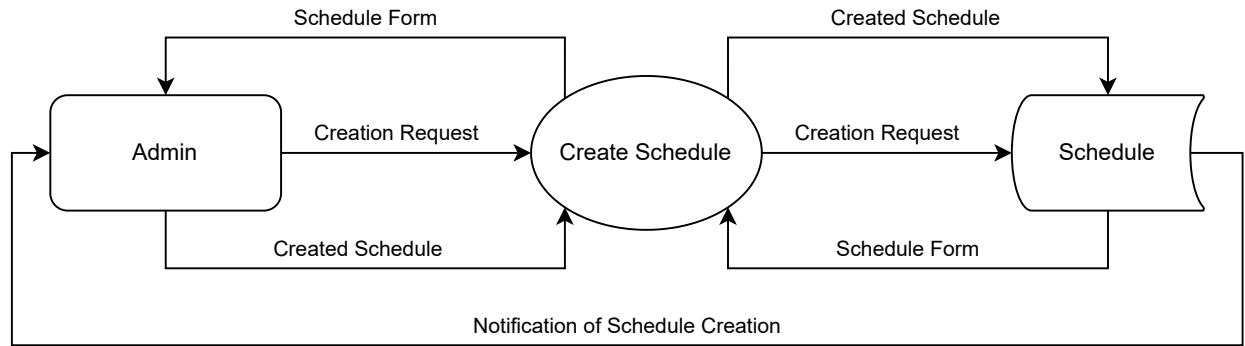 Schedule Form
Created Schedule
Admin
Creation Request
Create Schedule
Creation Request
Schedule
Created Schedule
Schedule Form
Notification of Schedule Creation